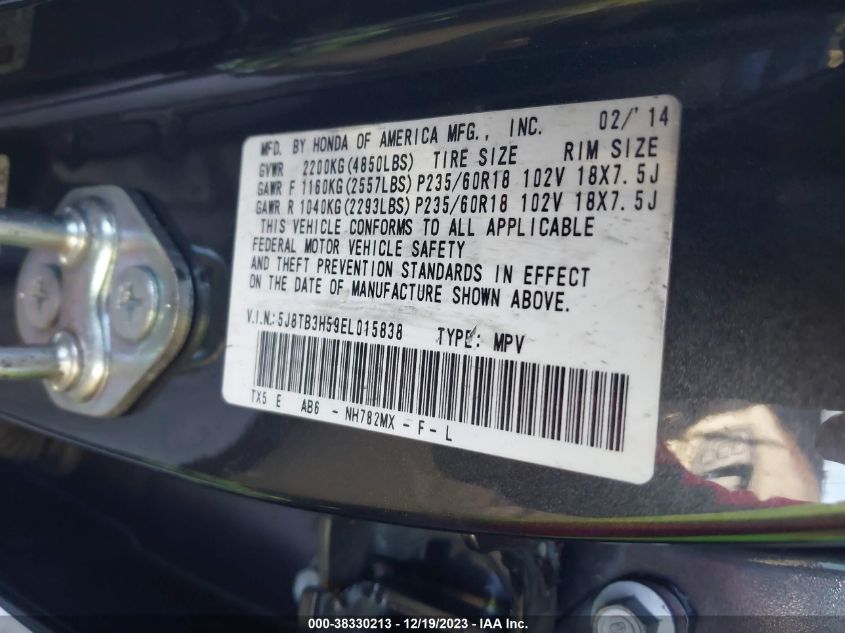 MFD. BY HONDA OF AMERICA MFG., INC. 02/'14
GVWR 2200KG(4850LBS) TIRE SIZE RIM SIZE
GAWR F 1160KG(2557LBS) P235/60R18 102V 18X7.5J
GAWR R 1040KG(2293LBS) P235/60R18 102V 18X7.5J
THIS VEHICLE CONFORMS TO ALL APPLICABLE
FEDERAL MOTOR VEHICLE SAFETY
AND THEFT PREVENTION STANDARDS IN EFFECT
ON THE DATE OF MANUFACTURE SHOWN ABOVE.
V.I.N.: 5J8TB3H59EL015838 TYPE: MPV
TX5 E AB6 - NH782MX - F - L
000-38330213 - 12/19/2023 - IAA Inc.